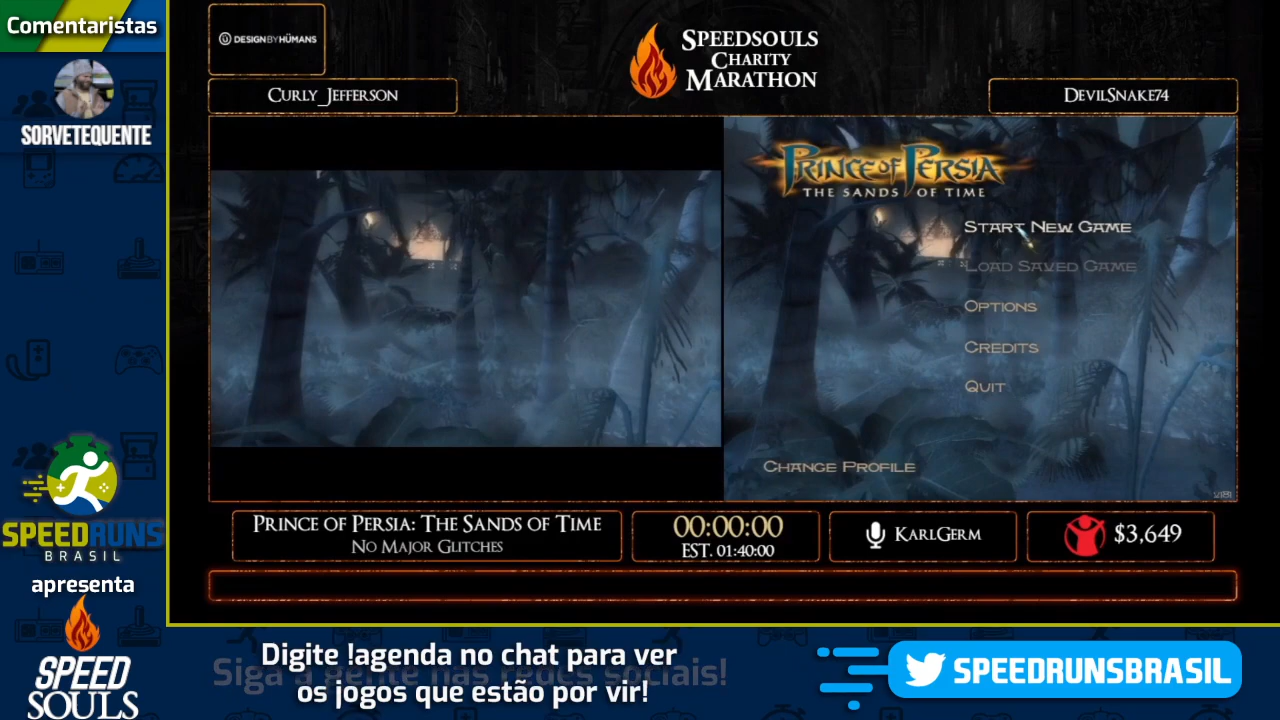 Comentaristas
SORVETEQUENTE
DESIGNBYHÜMANS
SPEEDSOULS
CHARITY
MARATHON
CURLY_JEFFERSON
DEVILSNAKE74
PRINCE OF PERSIA
THE SANDS OF TIME
START NEW GAME
LOAD SAVED GAME
OPTIONS
CREDITS
QUIT
CHANGE PROFILE
PRINCE OF PERSIA: THE SANDS OF TIME
NO MAJOR GLITCHES
00:00:00
EST. 01:40:00
KARLGERM
$3,649
SPEEDRUNS
BRASIL
apresenta
SPEED
SOULS
Digite !agenda no chat para ver
os jogos que estão por vir!
Siga a gente nas redes sociais!
SPEEDRUNSBRASIL